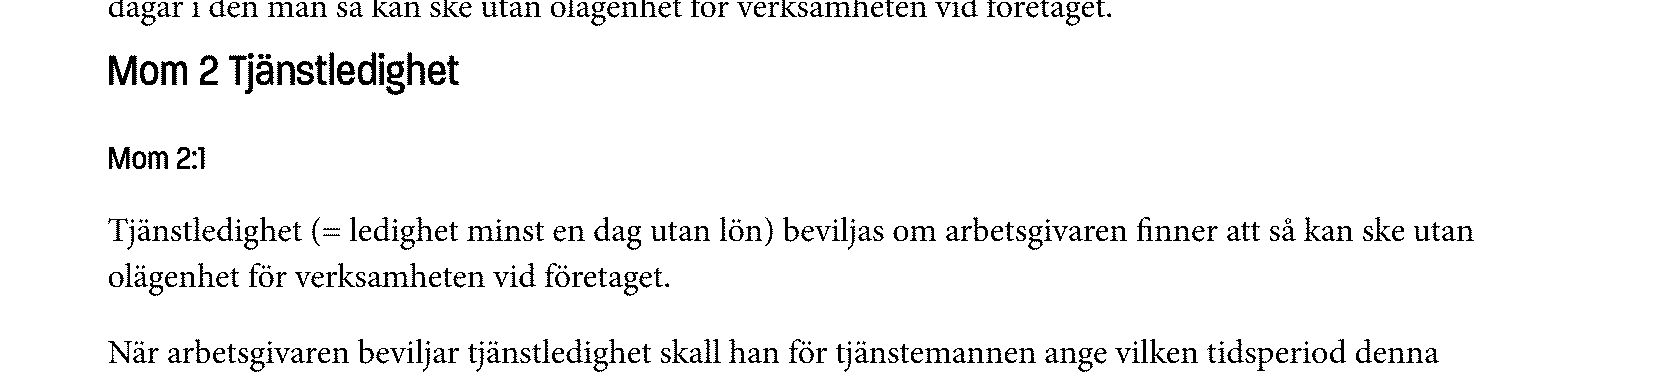 dagar i den mån så kan ske utan olägenhet för verksamheten vid företaget.
Mom 2 Tjänstledighet
Mom 2:1
Tjänstledighet (= ledighet minst en dag utan lön) beviljas om arbetsgivaren finner att så kan ske utan
olägenhet för verksamheten vid företaget.
När arbetsgivaren beviljar tjänstledighet skall han för tjänstemannen ange vilken tidsperiod denna